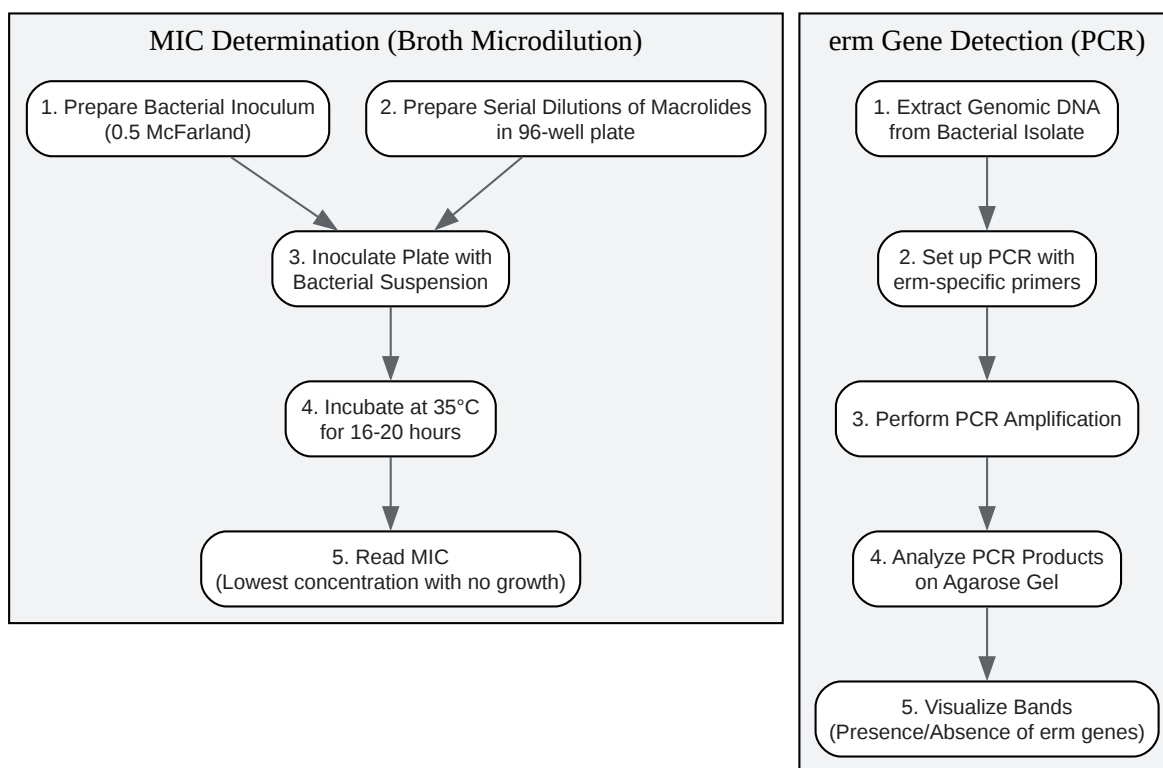 MIC Determination (Broth Microdilution)
1. Prepare Bacterial Inoculum
(0.5 McFarland)
2. Prepare Serial Dilutions of Macrolides
in 96-well plate
3. Inoculate Plate with
Bacterial Suspension
4. Incubate at 35°C
for 16-20 hours
5. Read MIC
(Lowest concentration with no growth)
erm Gene Detection (PCR)
1. Extract Genomic DNA
from Bacterial Isolate
2. Set up PCR with
erm-specific primers
3. Perform PCR Amplification
4. Analyze PCR Products
on Agarose Gel
5. Visualize Bands
(Presence/Absence of erm genes)